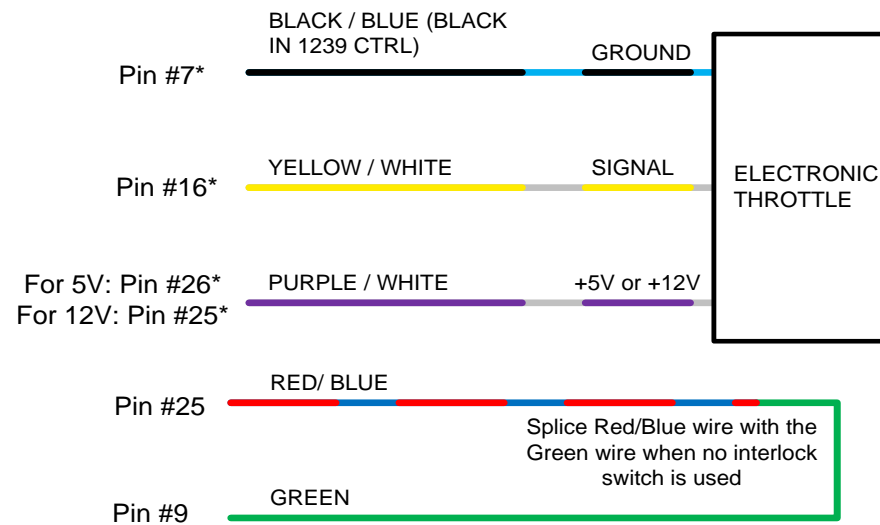 BLACK / BLUE (BLACK
IN 1239 CTRL)
GROUND
Pin #7*
YELLOW / WHITE
SIGNAL
Pin #16*
ELECTRONIC
THROTTLE
For 5V: Pin #26*
For 12V: Pin #25*
PURPLE / WHITE
+5V or +12V
RED/ BLUE
Pin #25
Splice Red/Blue wire with the
Green wire when no interlock
switch is used
GREEN
Pin #9